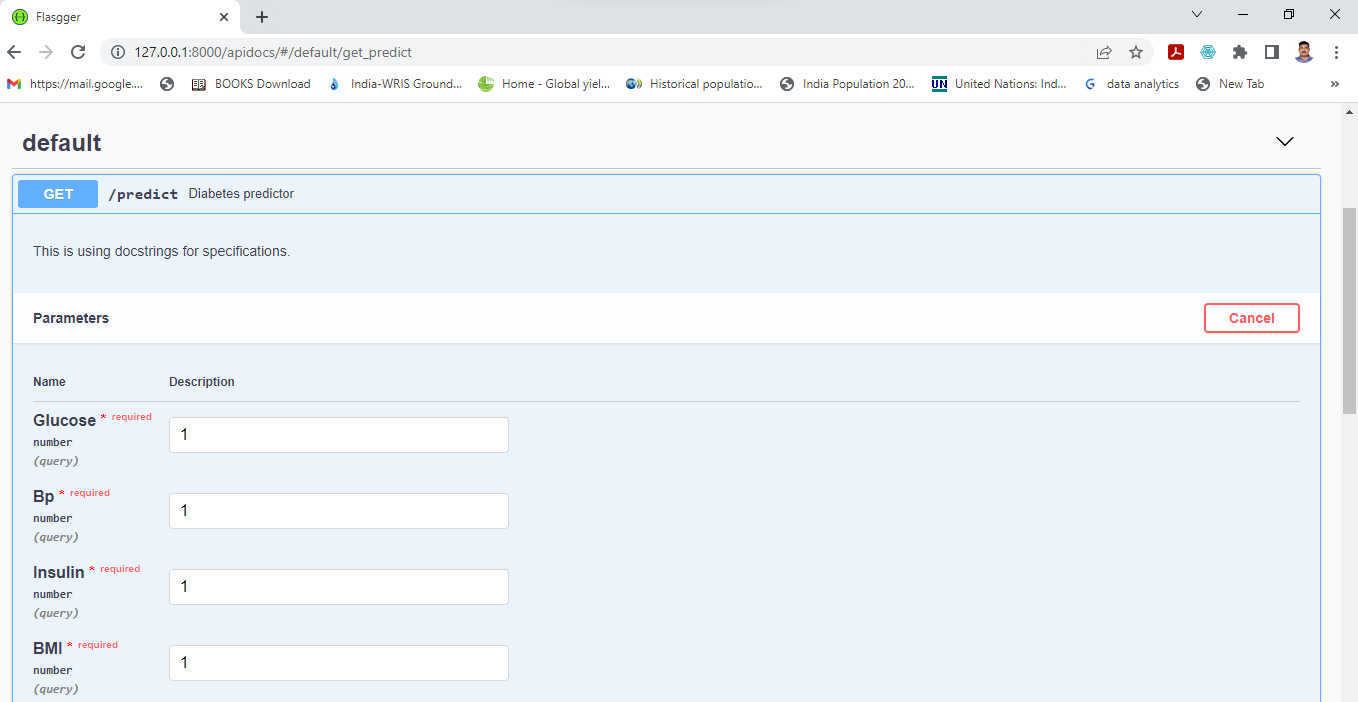 Flasgger
127.0.0.1:8000/apidocs/#/default/get_predict
https://mail.google.... BOOKS Download India-WRIS Ground... Home - Global yiel... Historical populatio... India Population 20... UN United Nations: Ind... G data analytics New Tab »
default
GET /predict Diabetes predictor
This is using docstrings for specifications.
Parameters Cancel
Name Description
Glucose * required
1
number
(query)
Bp * required
1
number
(query)
Insulin * required
1
number
(query)
BMI * required
1
number
(query)